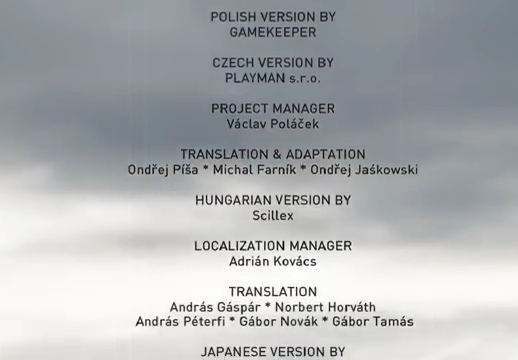 POLISH VERSION BY
GAMEKEEPER
CZECH VERSION BY
PLAYMAN s.r.o.
PROJECT MANAGER
Václav Poláček
TRANSLATION & ADAPTATION
Ondřej Píša * Michal Farník * Ondřej Jaśkowski
HUNGARIAN VERSION BY
Scillex
LOCALIZATION MANAGER
Adrián Kovács
TRANSLATION
András Gáspár * Norbert Horváth
András Péterfi * Gábor Novák * Gábor Tamás
JAPANESE VERSION BY